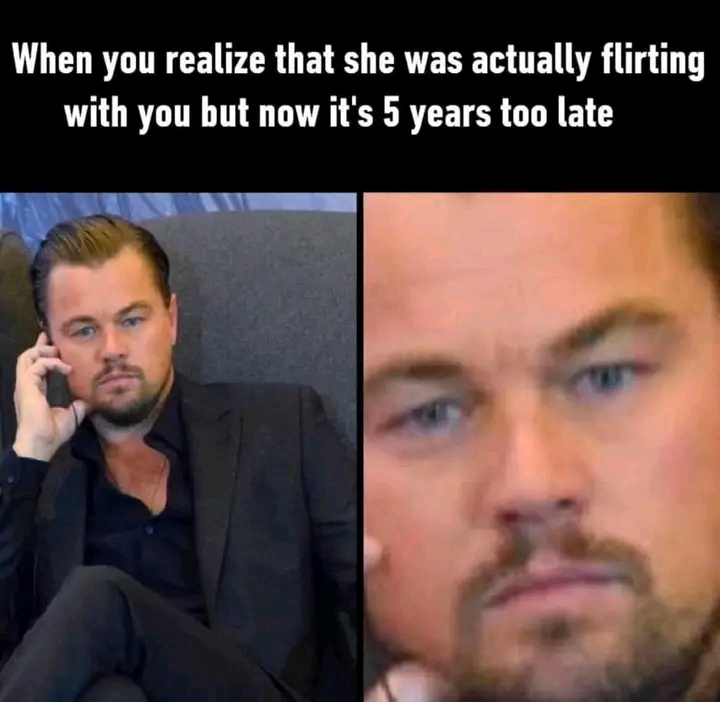 When you realize that she was actually flirting
with you but now it's 5 years too late